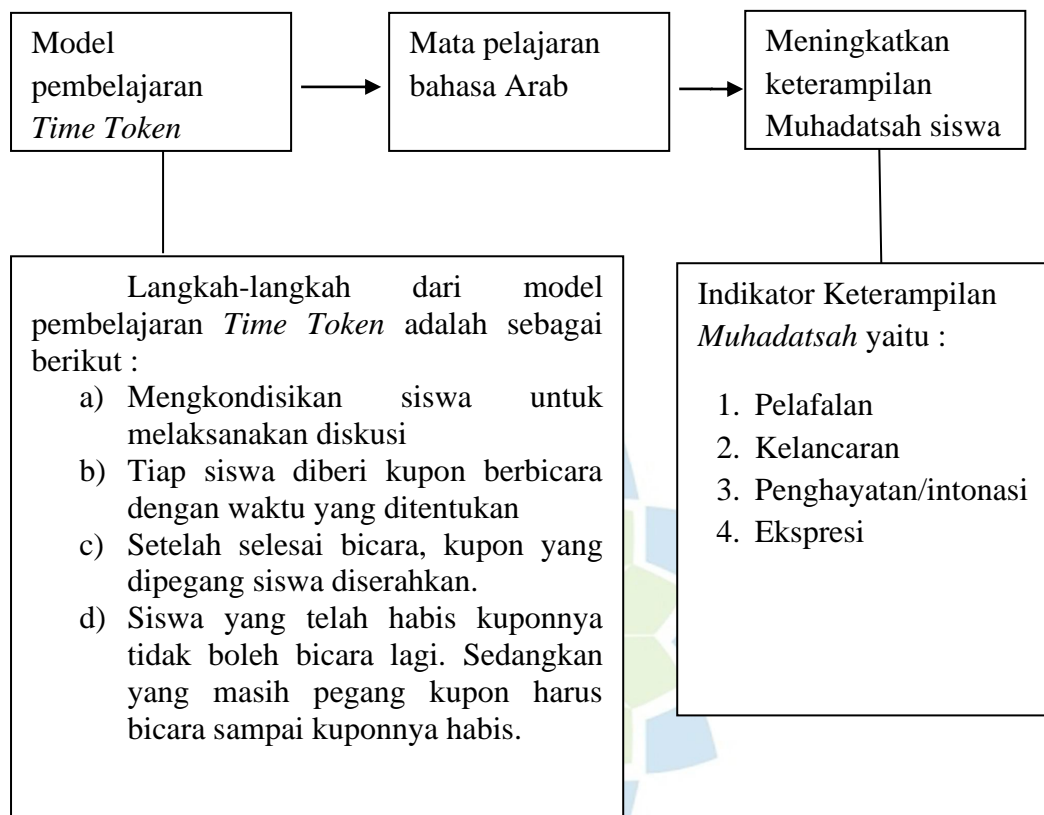 Model
pembelajaran
Time Token
Mata pelajaran
bahasa Arab
Meningkatkan
keterampilan
Muhadatsah siswa
Langkah-langkah dari model
pembelajaran Time Token adalah sebagai
berikut :
a) Mengkondisikan siswa untuk
melaksanakan diskusi
b) Tiap siswa diberi kupon berbicara
dengan waktu yang ditentukan
c) Setelah selesai bicara, kupon yang
dipegang siswa diserahkan.
d) Siswa yang telah habis kuponnya
tidak boleh bicara lagi. Sedangkan
yang masih pegang kupon harus
bicara sampai kuponnya habis.
Indikator Keterampilan
Muhadatsah yaitu :
1. Pelafalan
2. Kelancaran
3. Penghayatan/intonasi
4. Ekspresi